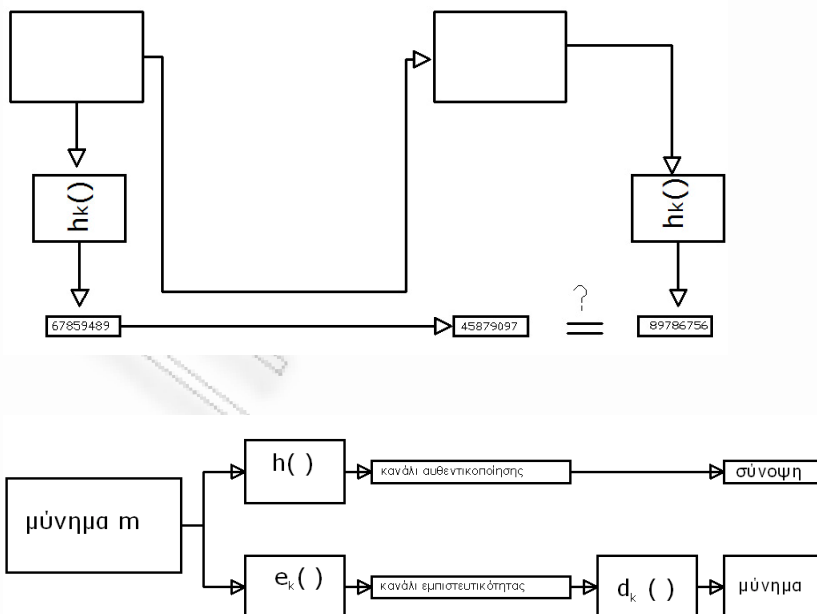 hk()
hk()
?
67859489
45879097
=
89786756
h( )
κανάλι αυθεντικοποίησης
σύνοψη
μύνημα m
ek( )
κανάλι εμπιστευτικότητας
dk ( )
μύνημα